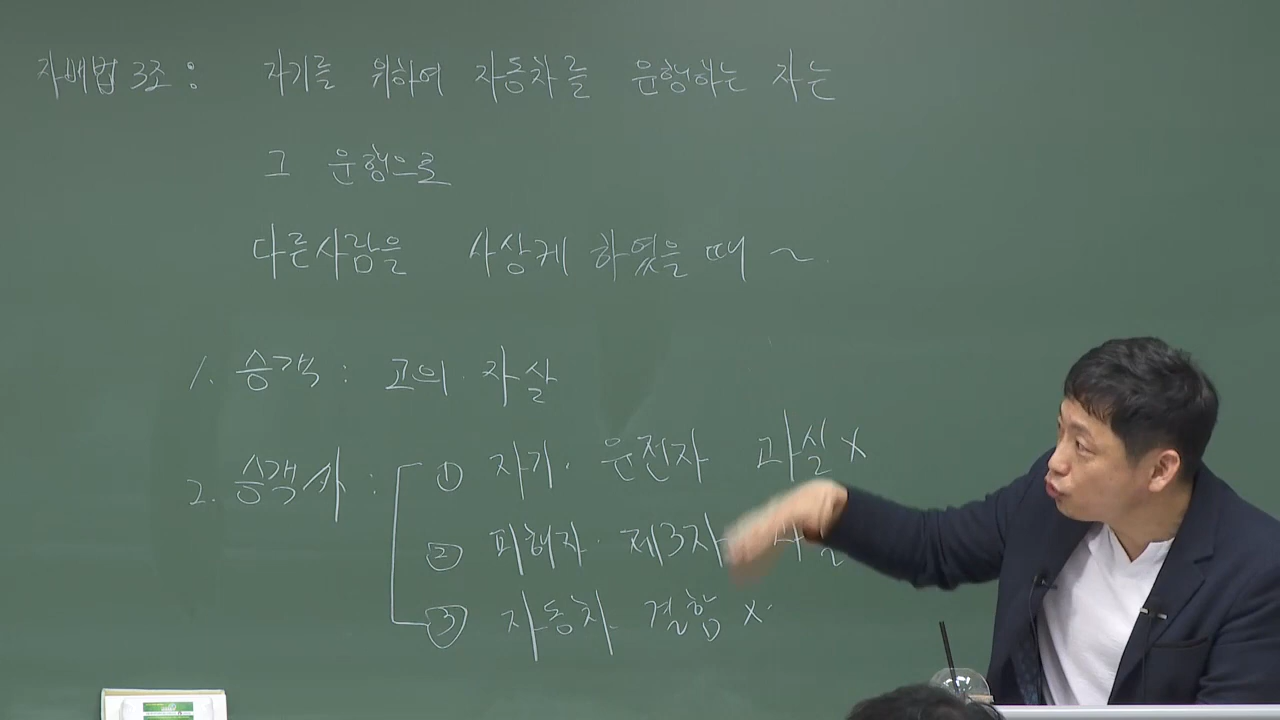 자배법 3조 : 자기를 위하여 자동차를 운행하는 자는
그 운행으로
다른사람을 사상케 하였을 때 ~.
1. 승객 : 고의·자살
2. 승객외 : ① 자기·운전자 과실 X
② 피해자·제3자
③ 자동차 결함 X